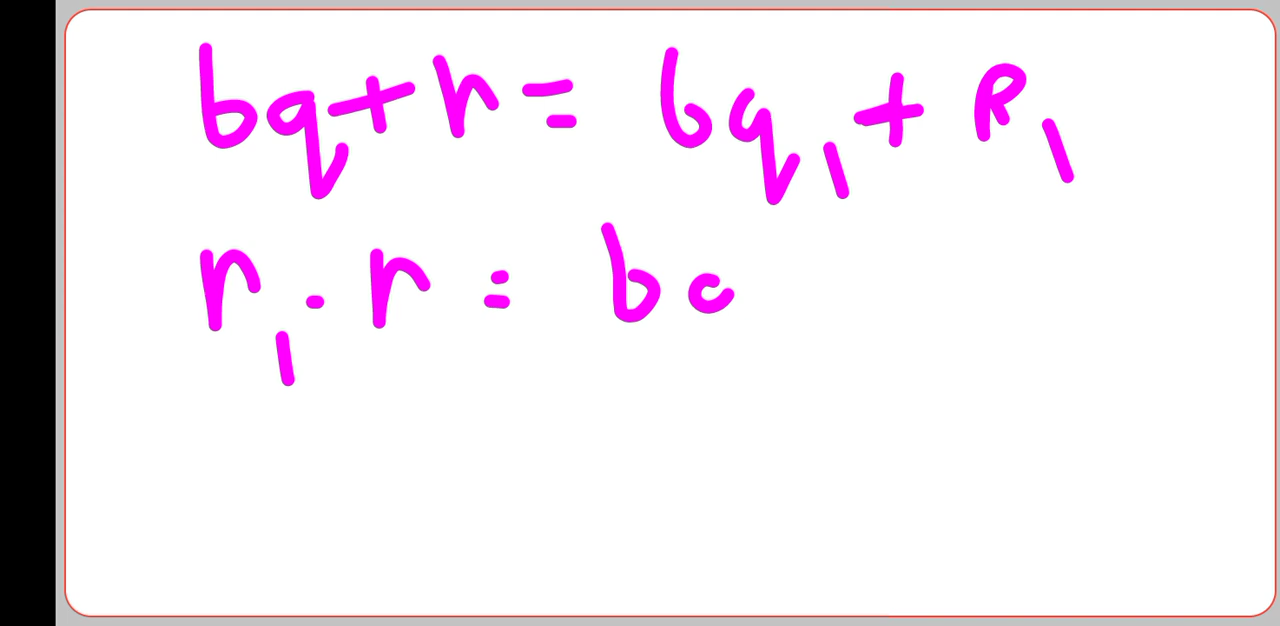 bq+r = bq₁ + R₁
r₁ - r = bc